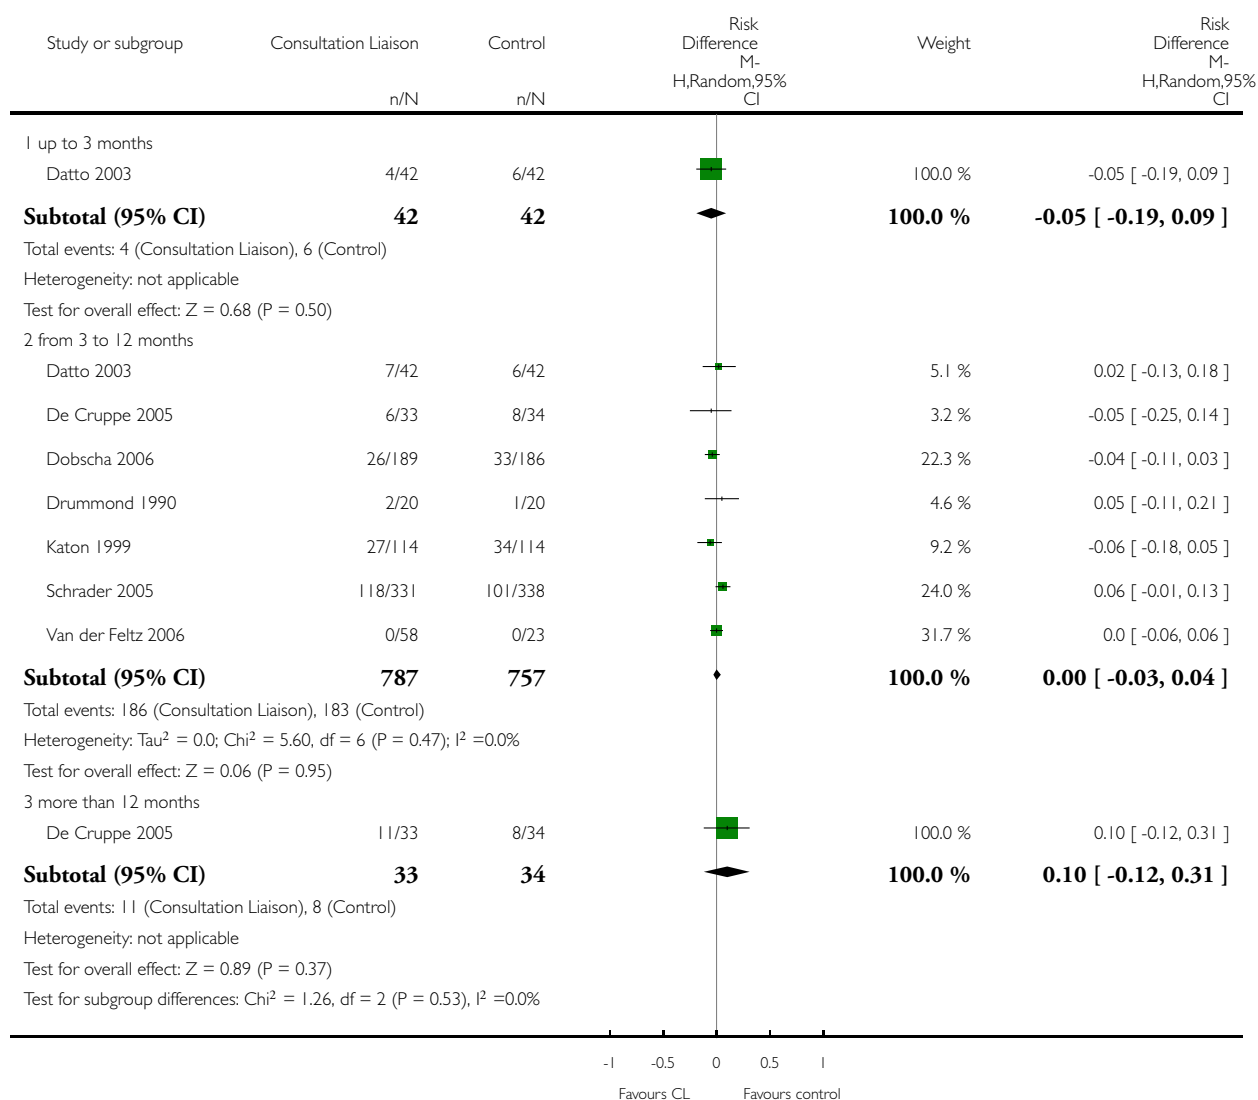 Study or subgroup Consultation Liaison Control Risk Difference M-H,Random,95% CI Weight Risk Difference M-H,Random,95% CI
n/N n/N
1 up to 3 months
Datto 2003 4/42 6/42 100.0 % -0.05 [ -0.19, 0.09 ]
Subtotal (95% CI) 42 42 100.0 % -0.05 [ -0.19, 0.09 ]
Total events: 4 (Consultation Liaison), 6 (Control)
Heterogeneity: not applicable
Test for overall effect: Z = 0.68 (P = 0.50)
2 from 3 to 12 months
Datto 2003 7/42 6/42 5.1 % 0.02 [ -0.13, 0.18 ]
De Cruppe 2005 6/33 8/34 3.2 % -0.05 [ -0.25, 0.14 ]
Dobscha 2006 26/189 33/186 22.3 % -0.04 [ -0.11, 0.03 ]
Drummond 1990 2/20 1/20 4.6 % 0.05 [ -0.11, 0.21 ]
Katon 1999 27/114 34/114 9.2 % -0.06 [ -0.18, 0.05 ]
Schrader 2005 118/331 101/338 24.0 % 0.06 [ -0.01, 0.13 ]
Van der Feltz 2006 0/58 0/23 31.7 % 0.0 [ -0.06, 0.06 ]
Subtotal (95% CI) 787 757 100.0 % 0.00 [ -0.03, 0.04 ]
Total events: 186 (Consultation Liaison), 183 (Control)
Heterogeneity: Tau² = 0.0; Chi² = 5.60, df = 6 (P = 0.47); I² =0.0%
Test for overall effect: Z = 0.06 (P = 0.95)
3 more than 12 months
De Cruppe 2005 11/33 8/34 100.0 % 0.10 [ -0.12, 0.31 ]
Subtotal (95% CI) 33 34 100.0 % 0.10 [ -0.12, 0.31 ]
Total events: 11 (Consultation Liaison), 8 (Control)
Heterogeneity: not applicable
Test for overall effect: Z = 0.89 (P = 0.37)
Test for subgroup differences: Chi² = 1.26, df = 2 (P = 0.53), I² =0.0%
-1 -0.5 0 0.5 1
Favours CL Favours control